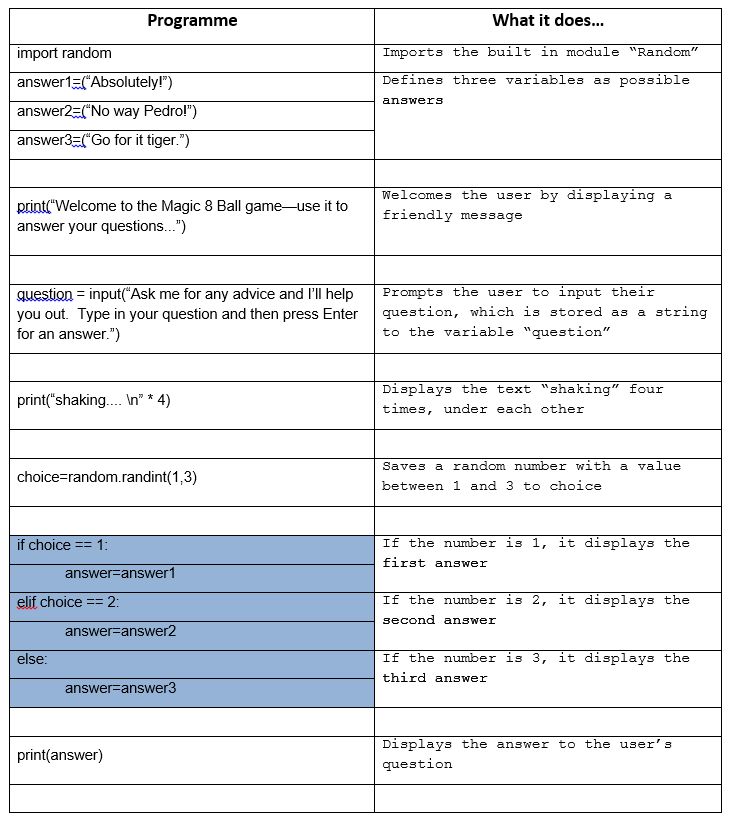 Programme
What it does…
import random
Imports the built in module “Random”
answer1=(“Absolutely!”)
Defines three variables as possible
answers
answer2=(“No way Pedro!”)
answer3=(“Go for it tiger.”)
print(“Welcome to the Magic 8 Ball game—use it to
answer your questions...”)
Welcomes the user by displaying a
friendly message
question = input(“Ask me for any advice and I’ll help
you out.  Type in your question and then press Enter
for an answer.”)
Prompts the user to input their
question, which is stored as a string
to the variable “question”
print(“shaking.... \n” * 4)
Displays the text “shaking” four
times, under each other
choice=random.randint(1,3)
Saves a random number with a value
between 1 and 3 to choice
if choice == 1:
answer=answer1
If the number is 1, it displays the
first answer
elif choice == 2:
answer=answer2
If the number is 2, it displays the
second answer
else:
answer=answer3
If the number is 3, it displays the
third answer
print(answer)
Displays the answer to the user’s
question